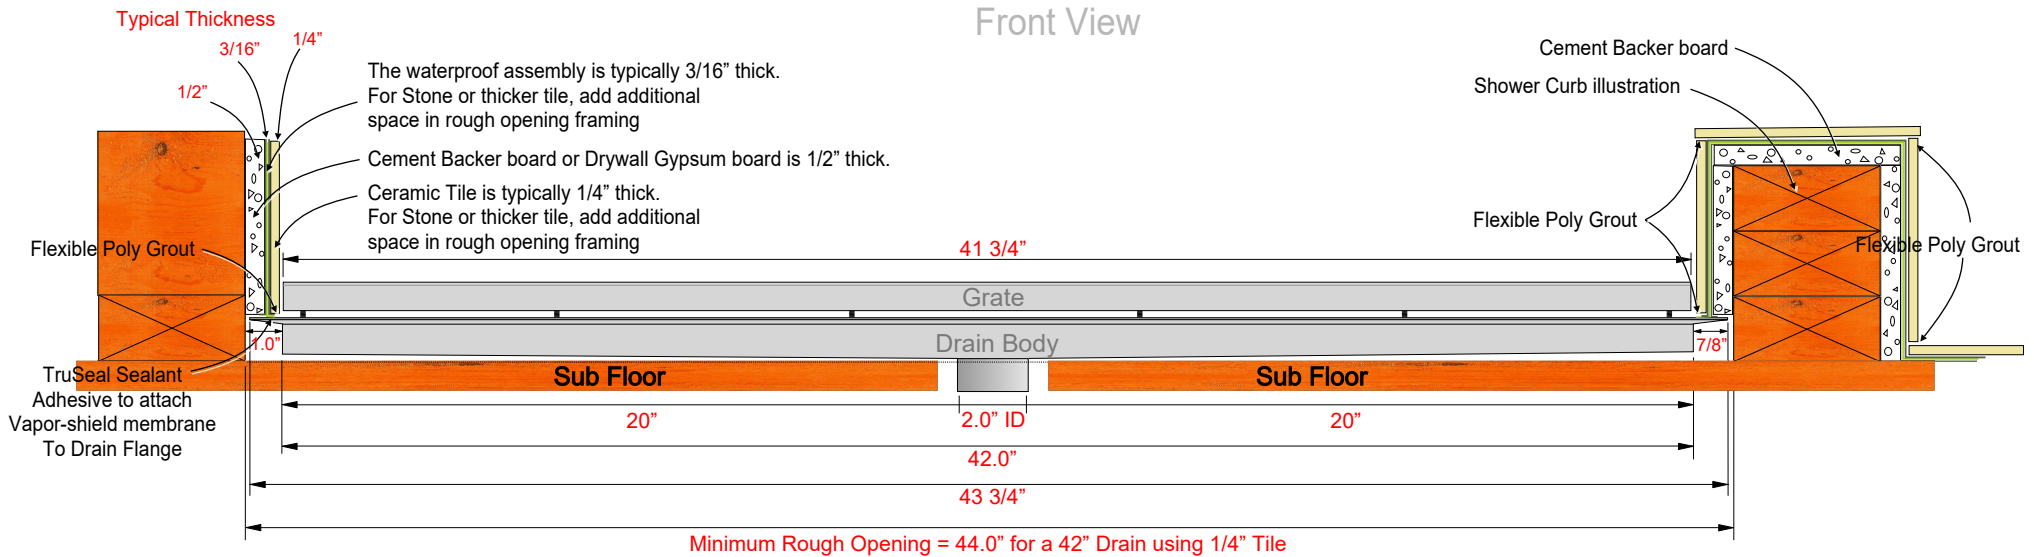 Front View
Typical Thickness
3/16”
1/4”
1/2”
The waterproof assembly is typically 3/16” thick.
For Stone or thicker tile, add additional
space in rough opening framing
Cement Backer board or Drywall Gypsum board is 1/2” thick.
Ceramic Tile is typically 1/4” thick.
For Stone or thicker tile, add additional
space in rough opening framing
Flexible Poly Grout
Cement Backer board
Shower Curb illustration
Flexible Poly Grout
Flexible Poly Grout
41 3/4”
Grate
Drain Body
1.0”
7/8”
Sub Floor
Sub Floor
TruSeal Sealant
Adhesive to attach
Vapor-shield membrane
To Drain Flange
20”
2.0” ID
20”
42.0”
43 3/4”
Minimum Rough Opening = 44.0” for a 42” Drain using 1/4” Tile